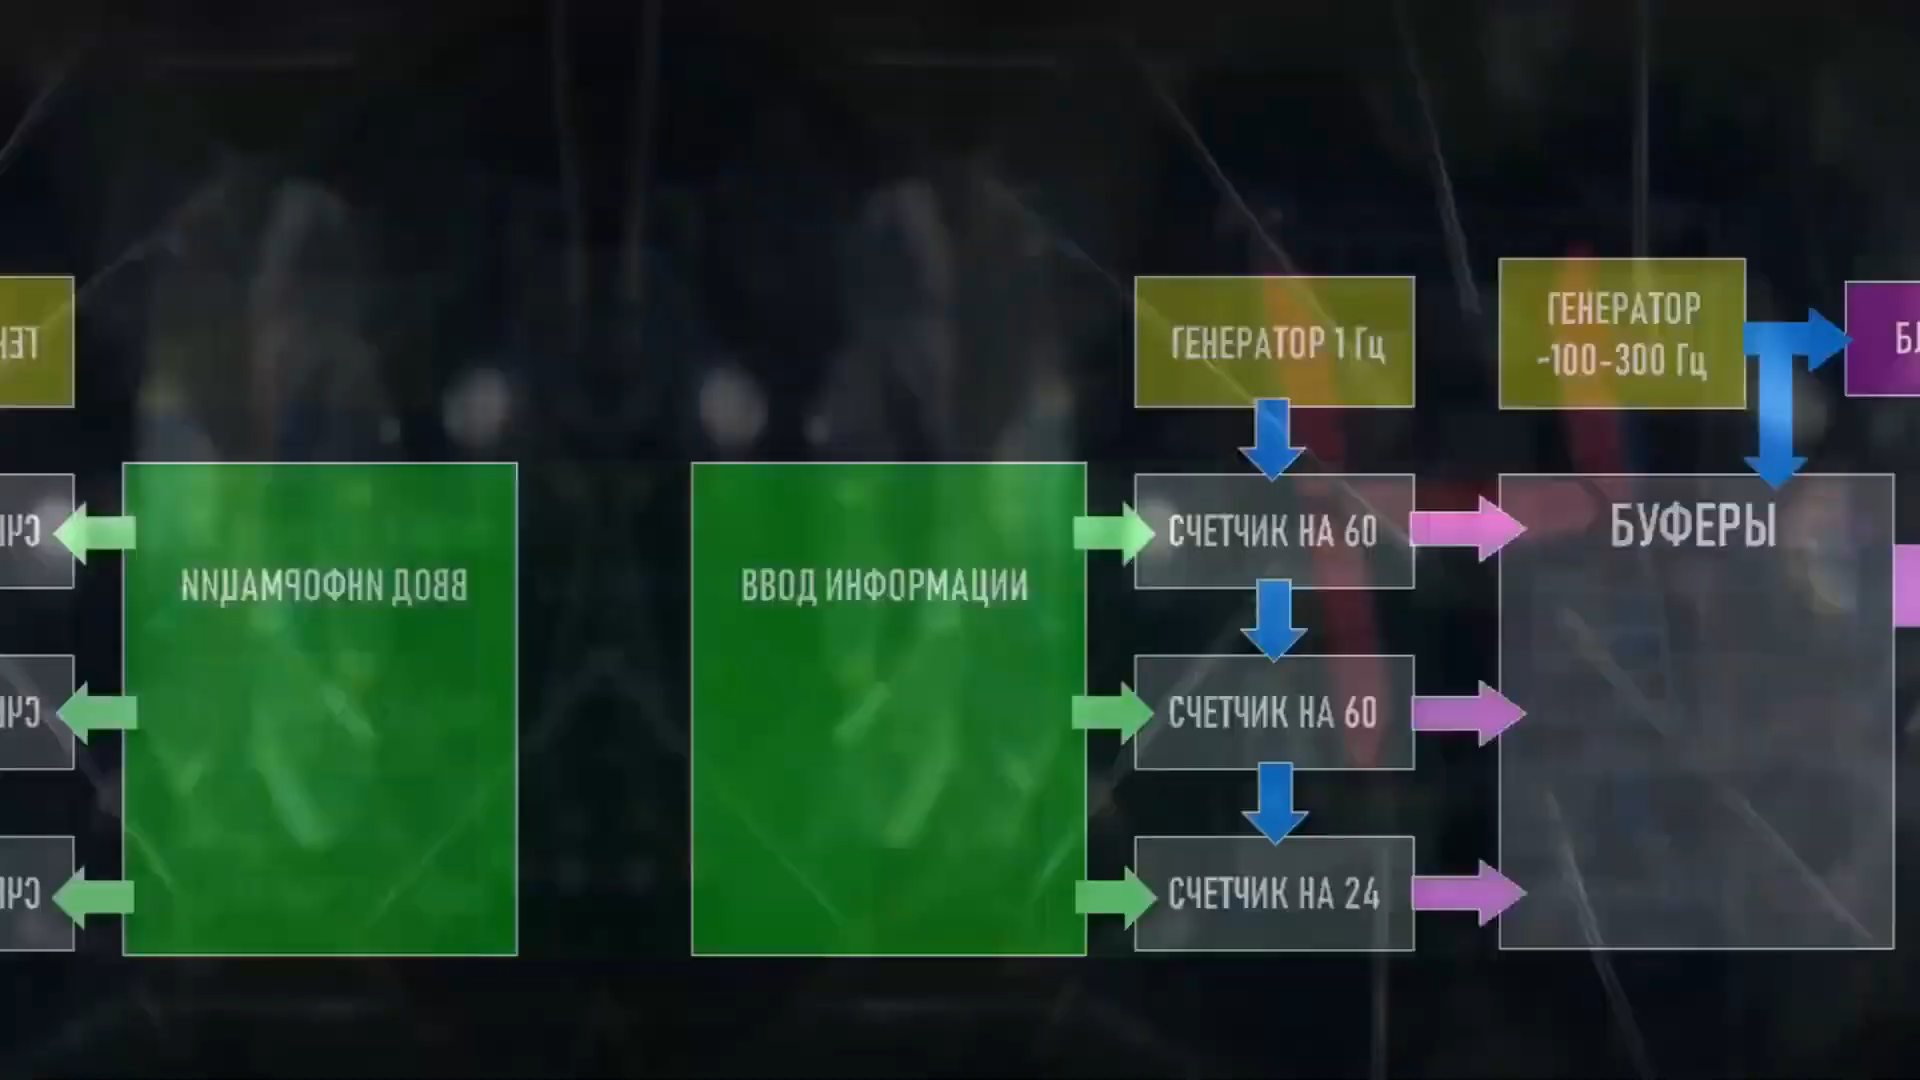 ГЕНЕРАТОР 1 Гц
ГЕНЕРАТОР
~100-300 Гц
ВВОД ИНФОРМАЦИИ
ВВОД ИНФОРМАЦИИ
СЧЕТЧИК НА 60
БУФЕРЫ
СЧЕТЧИК НА 60
СЧЕТЧИК НА 24